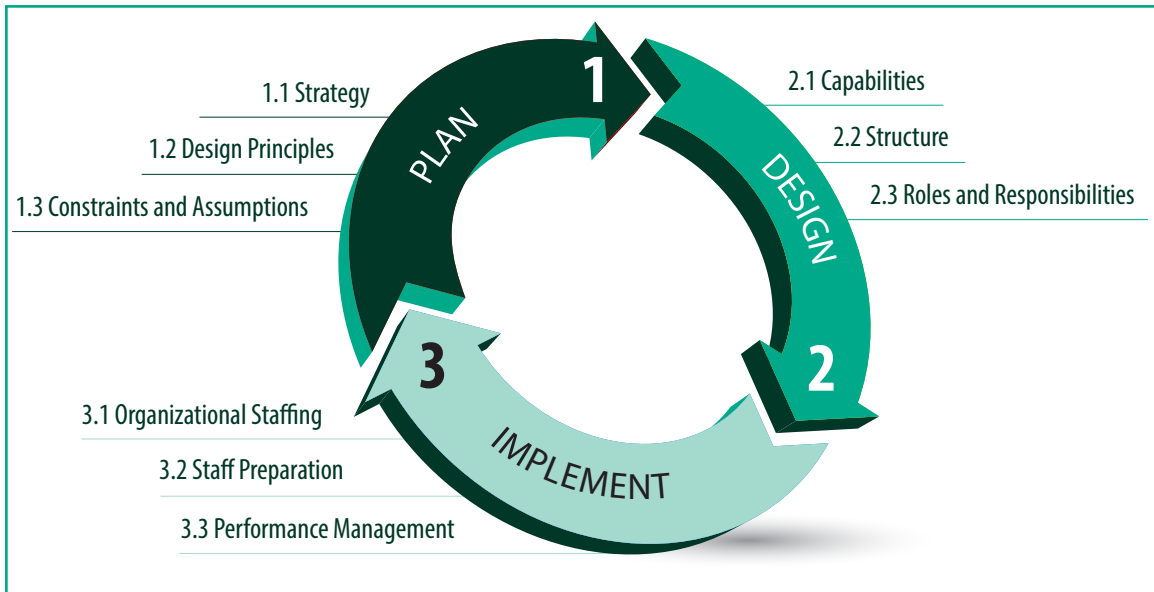 1
PLAN
1.1 Strategy
1.2 Design Principles
1.3 Constraints and Assumptions
2
DESIGN
2.1 Capabilities
2.2 Structure
2.3 Roles and Responsibilities
3
IMPLEMENT
3.1 Organizational Staffing
3.2 Staff Preparation
3.3 Performance Management